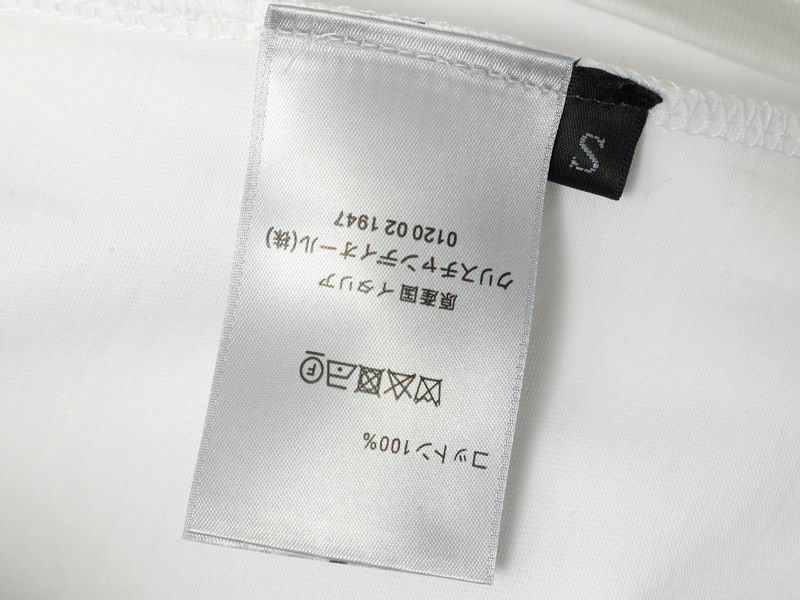 S
コットン100%
原産国 イタリア
クリスチャンディオール(株)
0120 02 1947